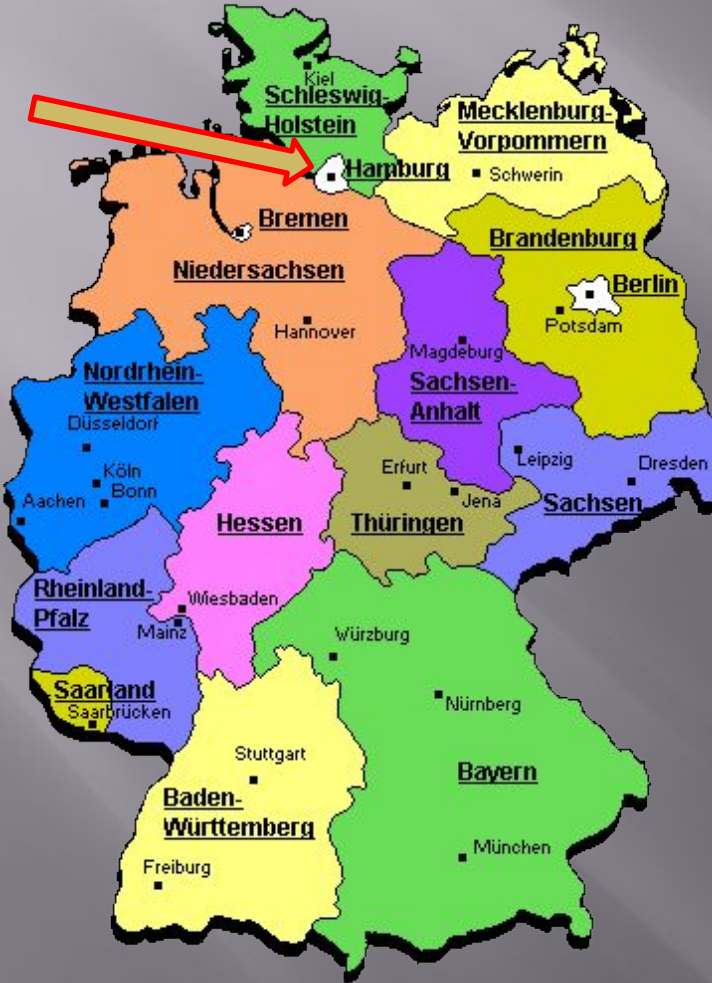 Kiel
Schleswig-
Holstein
Mecklenburg-
Vorpommern
Hamburg
Schwerin
Bremen
Brandenburg
Niedersachsen
Berlin
Hannover
Potsdam
Magdeburg
Nordrhein-
Westfalen
Sachsen-
Anhalt
Düsseldorf
Köln
Bonn
Aachen
Erfurt
Leipzig
Dresden
Jena
Hessen
Thüringen
Sachsen
Rheinland-
Pfalz
Wiesbaden
Mainz
Würzburg
Saarland
Saarbrücken
Nürnberg
Stuttgart
Bayern
Baden-
Württemberg
München
Freiburg